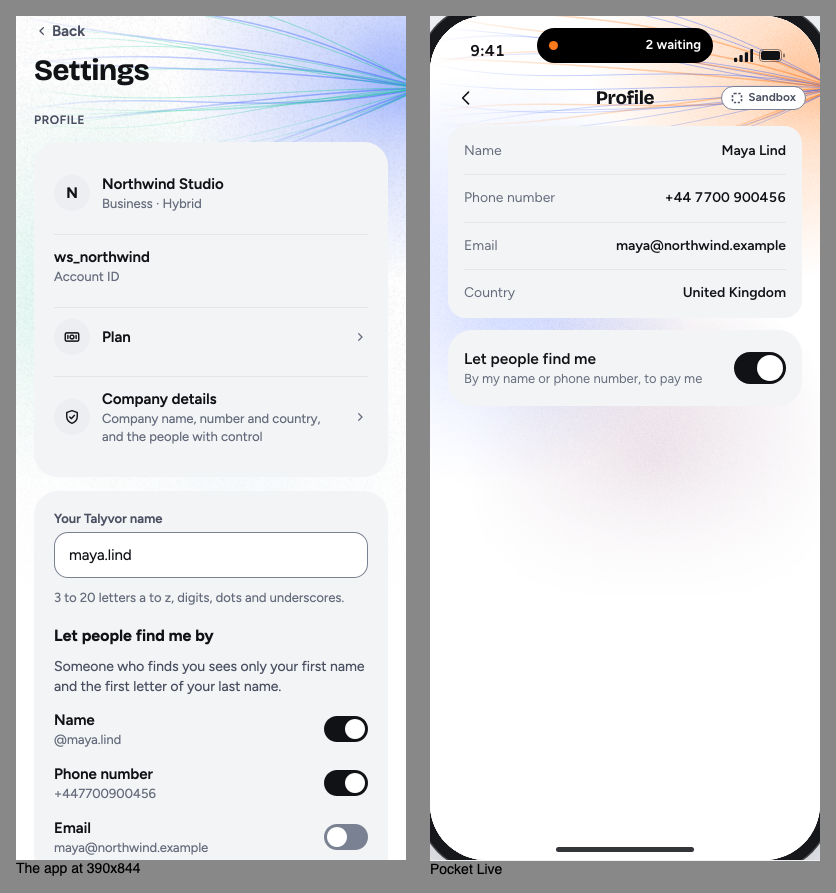 Back
Settings
PROFILE
N
Northwind Studio
Business · Hybrid
ws_northwind
Account ID
Plan
Company details
Company name, number and country,
and the people with control
Your Talyvor name
maya.lind
3 to 20 letters a to z, digits, dots and underscores.
Let people find me by
Someone who finds you sees only your first name
and the first letter of your last name.
Name
@maya.lind
Phone number
+447700900456
Email
maya@northwind.example
The app at 390x844
9:41
2 waiting
Profile
Sandbox
Name Maya Lind
Phone number +44 7700 900456
Email maya@northwind.example
Country United Kingdom
Let people find me
By my name or phone number, to pay me
Pocket Live